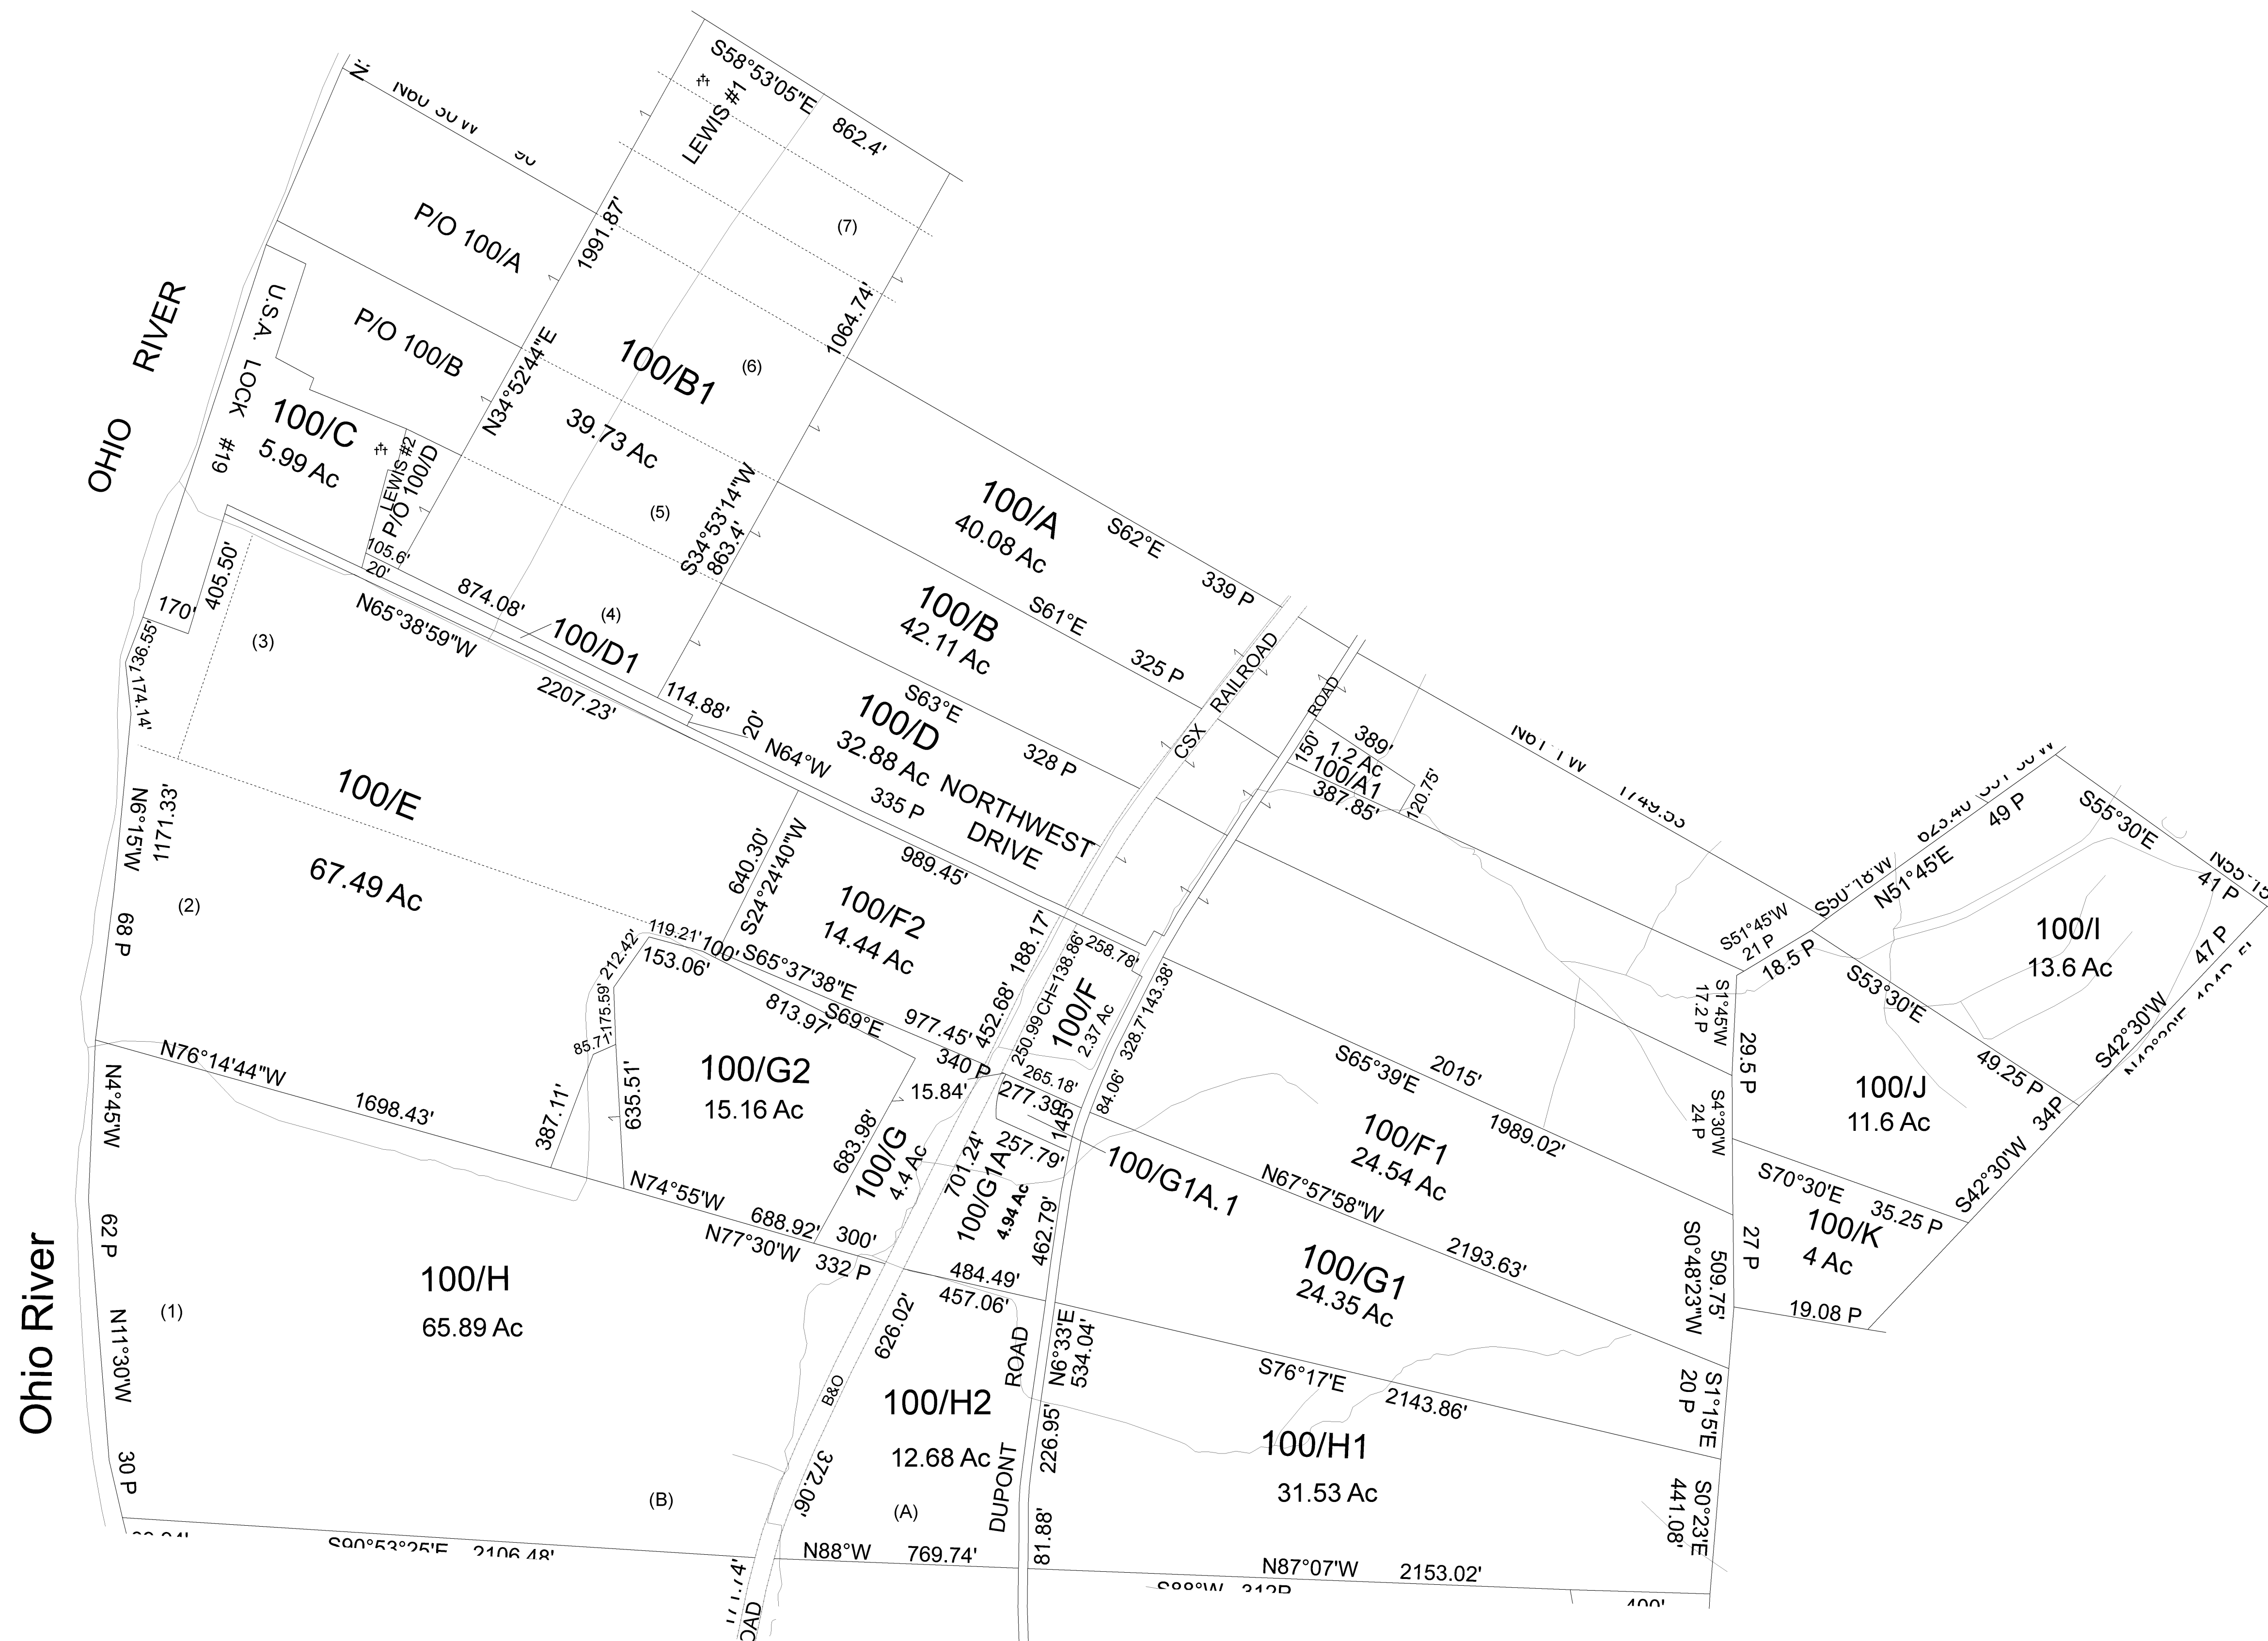 S58°53'05"E
862.4'
LEWIS #1
(7)
1991.87'
P/O 100/A
1064.74'
OHIO RIVER
U.S.A. LOCK #19
P/O 100/B
N34°52'44"E
100/B1
(6)
39.73 Ac
100/C
5.99 Ac
LEWIS #2
P/O 100/D
105.6'
20'
(5)
S34°53'14"W
863.4'
100/A
40.08 Ac
S62°E
339 P
405.50'
170'
136.55'
174.14'
(3)
874.08'
(4)
N65°38'59"W
100/D1
2207.23'
114.88'
20'
100/B
42.11 Ac
S61°E
325 P
CSX RAILROAD
ROAD
S63°E
100/D
32.88 Ac
328 P
N64°W
335 P
NORTHWEST
DRIVE
150'
389'
1.2 Ac
100/A1
387.85'
120.75'
49 P
S55°30'E
N51°45'E
41 P
100/E
67.49 Ac
N6°15'W
1171.33'
68 P
(2)
640.30'
S24°24'40"W
989.45'
100/F2
14.44 Ac
119.21'
100'
212.42'
153.06'
S65°37'38"E
188.17'
452.68'
977.45'
258.78'
250.99 CH=138.86'
100/F
2.37 Ac
143.38'
328.7'
S51°45'W
21 P
18.5 P
100/I
13.6 Ac
47 P
S42°30'W
S53°30'E
49.25 P
S1°45'W
17.2 P
29.5 P
175.59'
85.71'
813.97'
S69°E
340 P
15.84'
265.18'
277.39'
84.06'
145'
257.79'
S65°39'E
2015'
1989.02'
N76°14'44"W
1698.43'
387.11'
635.51'
100/G2
15.16 Ac
683.98'
100/G
4.4 Ac
701.24'
100/G1A
4.94 Ac
462.79'
100/G1A.1
100/F1
24.54 Ac
S4°30'W
24 P
100/J
11.6 Ac
34P
S42°30'W
S70°30'E
35.25 P
100/K
4 Ac
19.08 P
27 P
N4°45'W
62 P
N74°55'W
688.92'
300'
N77°30'W
332 P
N67°57'58"W
2193.63'
S0°48'23"W
509.75'
100/G1
24.35 Ac
484.49'
457.06'
Ohio River
(1)
N11°30'W
30 P
100/H
65.89 Ac
626.02'
B&O
372.06'
(B)
100/H2
12.68 Ac
(A)
DUPONT ROAD
N6°33'E
534.04'
226.95'
81.88'
S76°17'E
2143.86'
S1°15'E
20 P
100/H1
31.53 Ac
S0°23'E
441.08'
S90°53'25'E 2106.48'
N88°W 769.74'
N87°07'W 2153.02'
S88°W 312P
400'